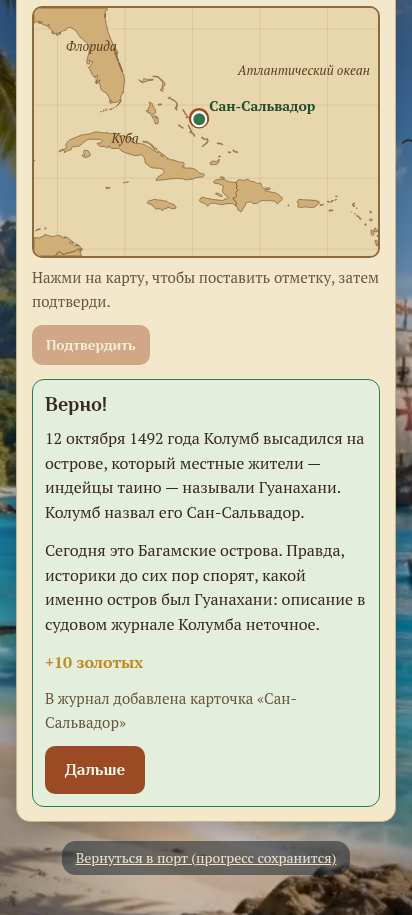 Флорида
Атлантический океан
Сан-Сальвадор
Куба
Нажми на карту, чтобы поставить отметку, затем
подтверди.
Подтвердить
Верно!
12 октября 1492 года Колумб высадился на
острове, который местные жители —
индейцы таино — называли Гуанахани.
Колумб назвал его Сан-Сальвадор.
Сегодня это Багамские острова. Правда,
историки до сих пор спорят, какой
именно остров был Гуанахани: описание в
судовом журнале Колумба неточное.
+10 золотых
В журнал добавлена карточка «Сан-
Сальвадор»
Дальше
Вернуться в порт (прогресс сохранится)